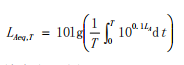 L_{Aeq,T} = 10lg(1/T ∫_0^T 10^{0.1L_A} dt)